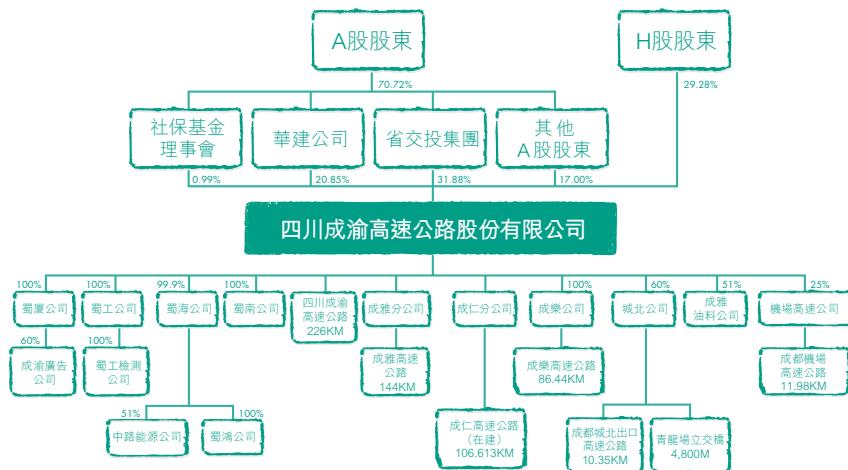 A股股東
H股股東
70.72%
29.28%
社保基金
理事會
華建公司
省交投集團
其他
A股股東
0.99%
20.85%
31.88%
17.00%
四川成渝高速公路股份有限公司
100%
100%
99.9%
100%
100%
60%
51%
25%
蜀厦公司
蜀工公司
蜀海公司
蜀南公司
四川成渝
高速公路
226KM
成雅分公司
成仁分公司
成樂公司
城北公司
成雅
油料公司
機場高速公司
60%
100%
成渝廣告
公司
蜀工檢測
公司
成雅高速
公路
144KM
成樂高速公路
86.44KM
成都機場
高速公路
11.98KM
51%
100%
中路能源公司
蜀鴻公司
成仁高速公路
（在建）
106.613KM
成都城北出口
高速公路
10.35KM
青龍場立交橋
4,800M